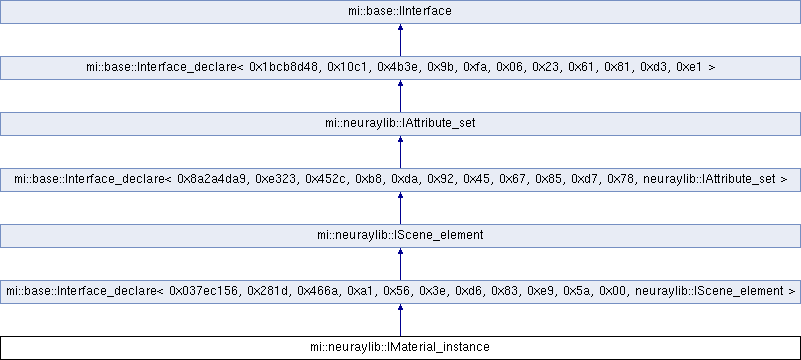 mi::base::IInterface
mi::base::Interface_declare< 0x1bcb8d48, 0x10c1, 0x4b3e, 0x9b, 0xfa, 0x06, 0x23, 0x61, 0x81, 0xd3, 0xe1 >
mi::neuraylib::IAttribute_set
mi::base::Interface_declare< 0x8a2a4da9, 0xe323, 0x452c, 0xb8, 0xda, 0x92, 0x45, 0x67, 0x85, 0xd7, 0x78, neuraylib::IAttribute_set >
mi::neuraylib::IScene_element
mi::base::Interface_declare< 0x037ec156, 0x281d, 0x466a, 0xa1, 0x56, 0x3e, 0xd6, 0x83, 0xe9, 0x5a, 0x00, neuraylib::IScene_element >
mi::neuraylib::IMaterial_instance